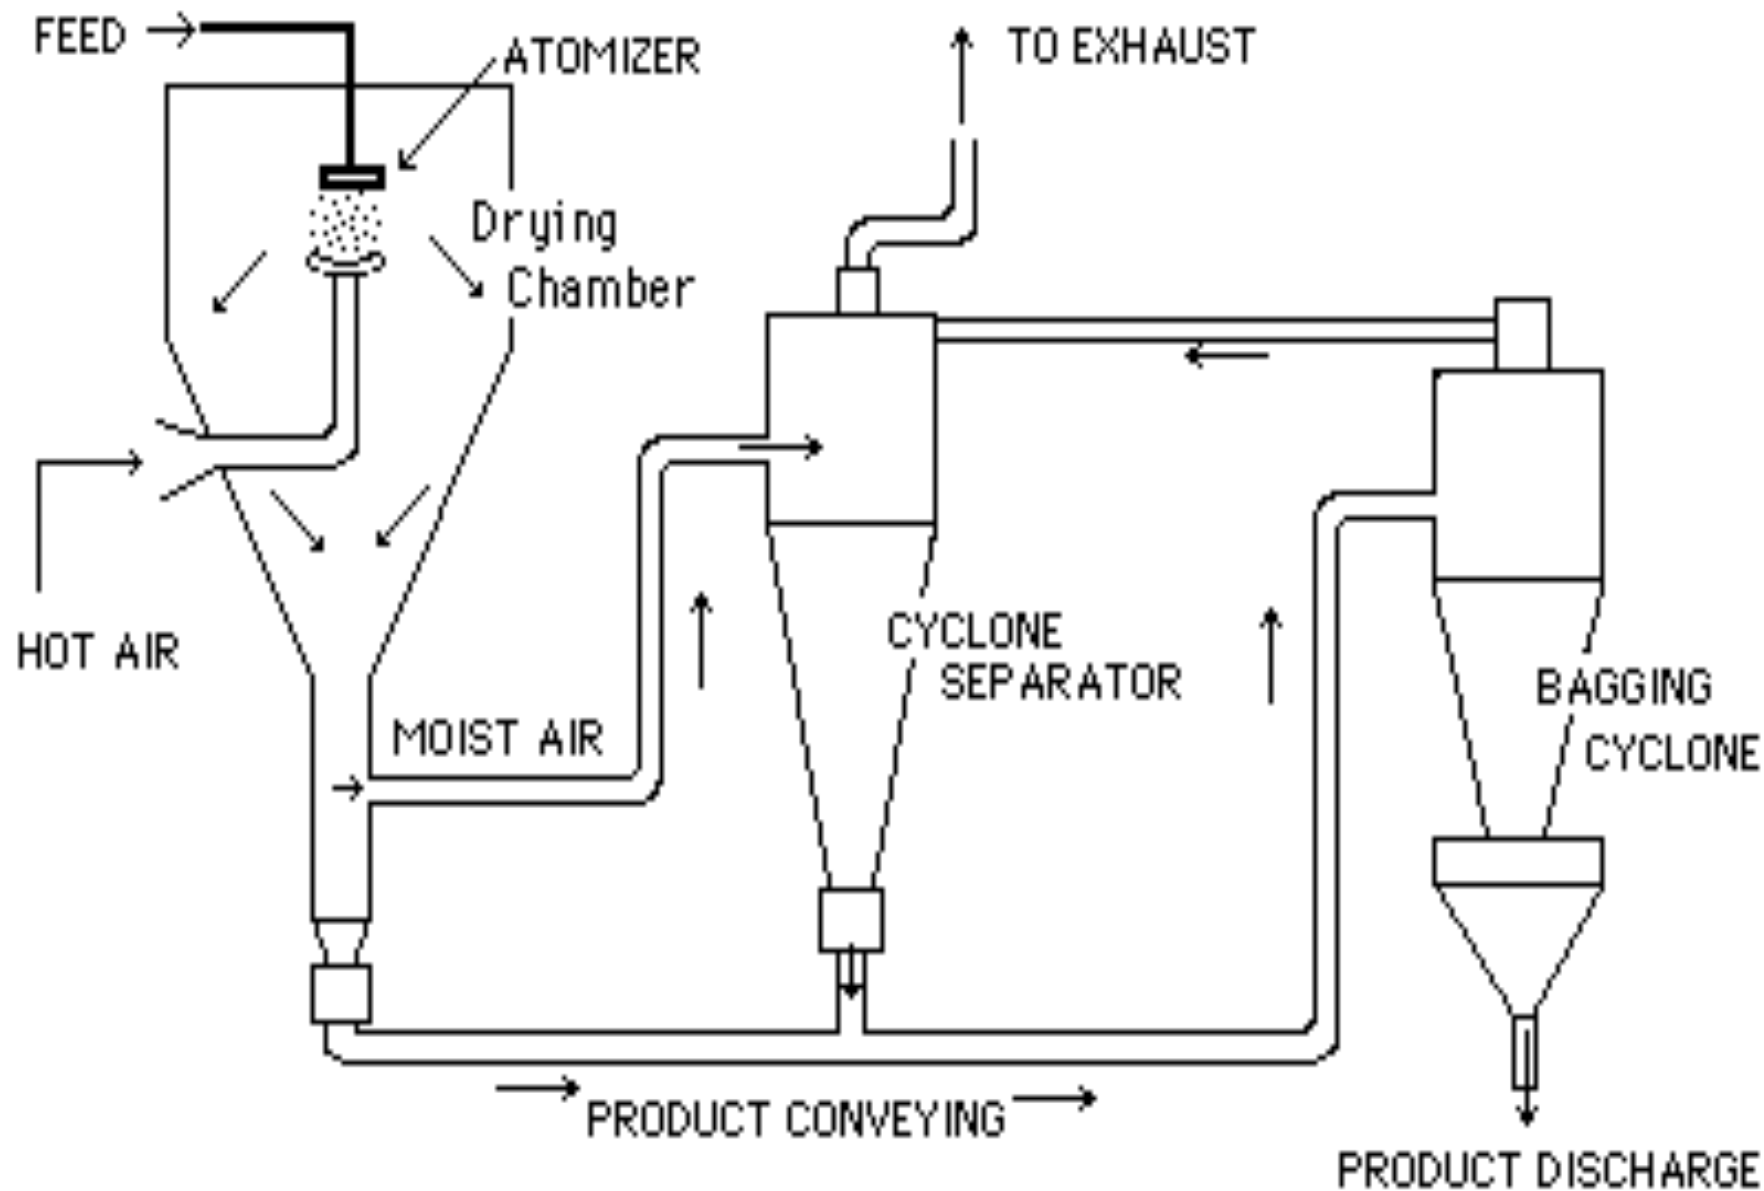 FEED
ATOMIZER
TO EXHAUST
Drying
Chamber
HOT AIR
MOIST AIR
CYCLONE
SEPARATOR
BAGGING
CYCLONE
PRODUCT CONVEYING
PRODUCT DISCHARGE